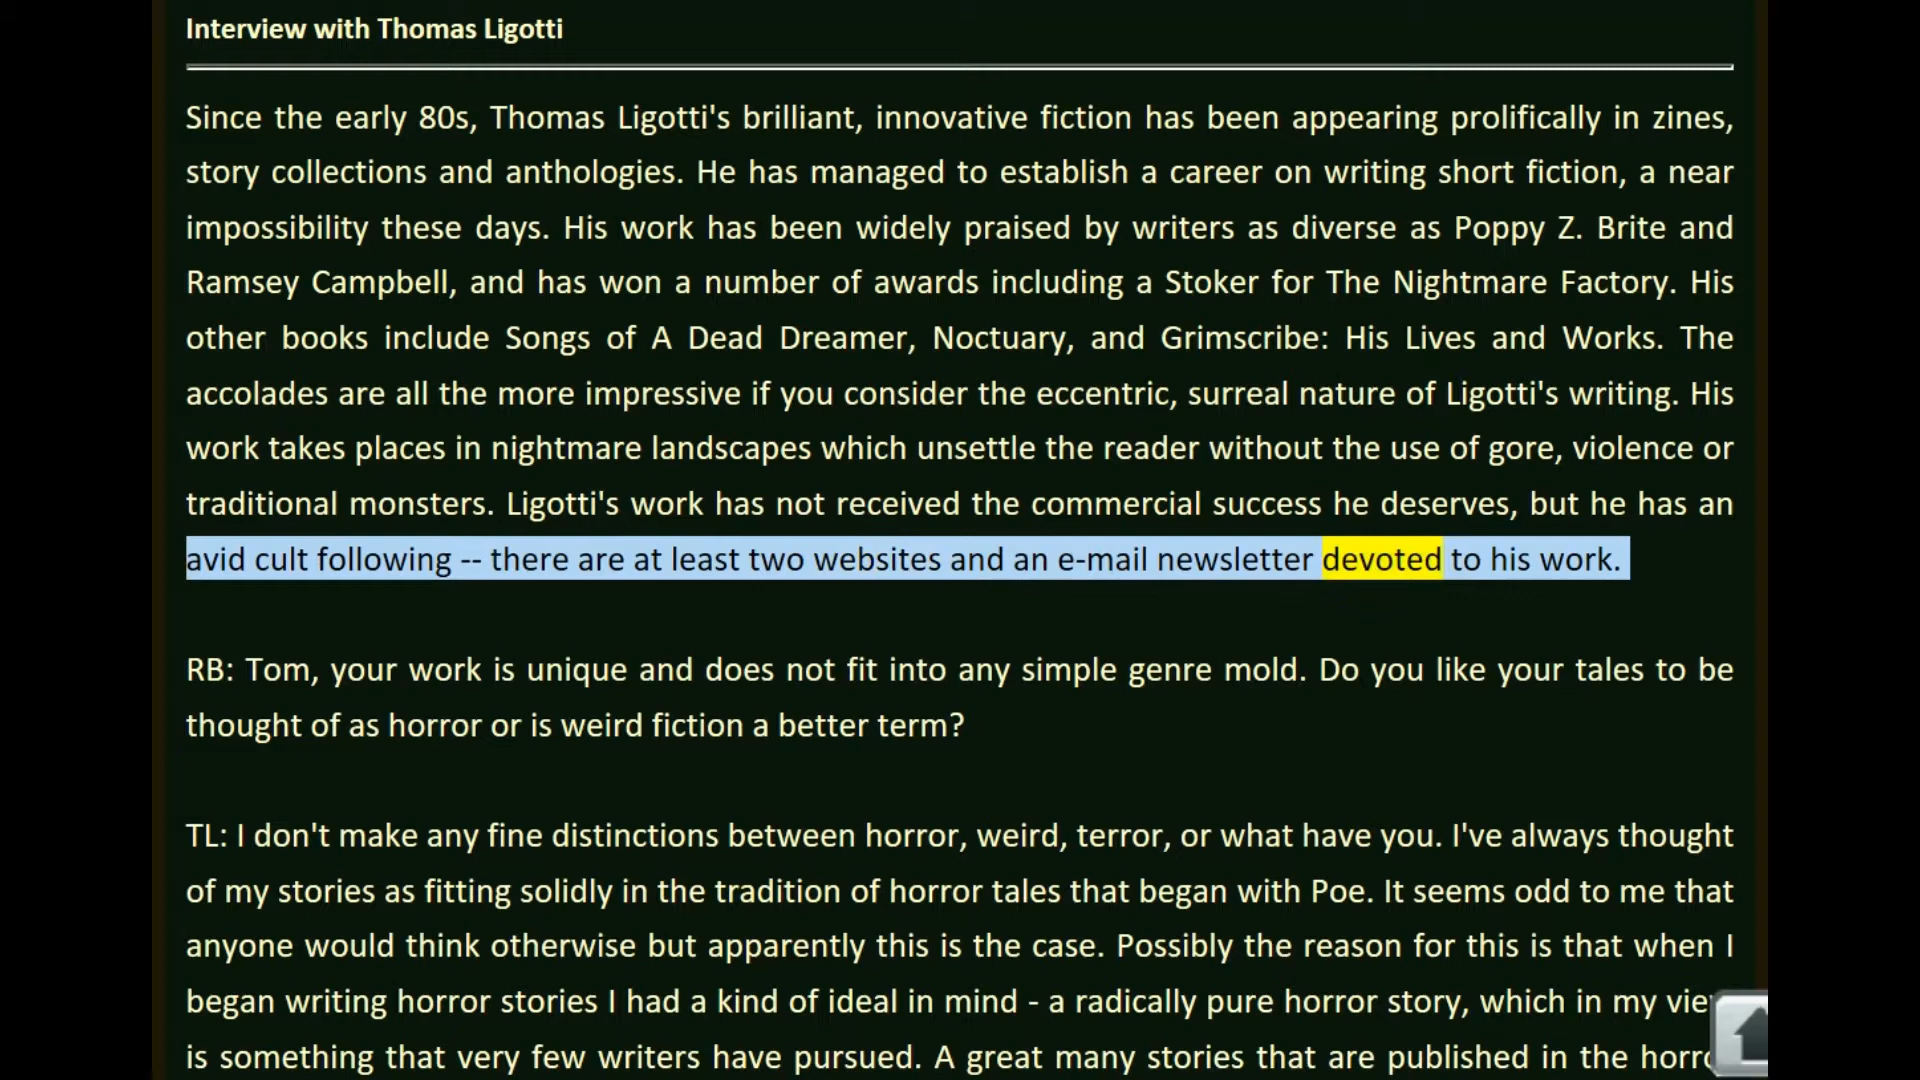 Interview with Thomas Ligotti
Since the early 80s, Thomas Ligotti's brilliant, innovative fiction has been appearing prolifically in zines,
story collections and anthologies. He has managed to establish a career on writing short fiction, a near
impossibility these days. His work has been widely praised by writers as diverse as Poppy Z. Brite and
Ramsey Campbell, and has won a number of awards including a Stoker for The Nightmare Factory. His
other books include Songs of A Dead Dreamer, Noctuary, and Grimscribe: His Lives and Works. The
accolades are all the more impressive if you consider the eccentric, surreal nature of Ligotti's writing. His
work takes places in nightmare landscapes which unsettle the reader without the use of gore, violence or
traditional monsters. Ligotti's work has not received the commercial success he deserves, but he has an
avid cult following -- there are at least two websites and an e-mail newsletter devoted to his work.
RB: Tom, your work is unique and does not fit into any simple genre mold. Do you like your tales to be
thought of as horror or is weird fiction a better term?
TL: I don't make any fine distinctions between horror, weird, terror, or what have you. I've always thought
of my stories as fitting solidly in the tradition of horror tales that began with Poe. It seems odd to me that
anyone would think otherwise but apparently this is the case. Possibly the reason for this is that when I
began writing horror stories I had a kind of ideal in mind - a radically pure horror story, which in my
is something that very few writers have pursued. A great many stories that are published in the